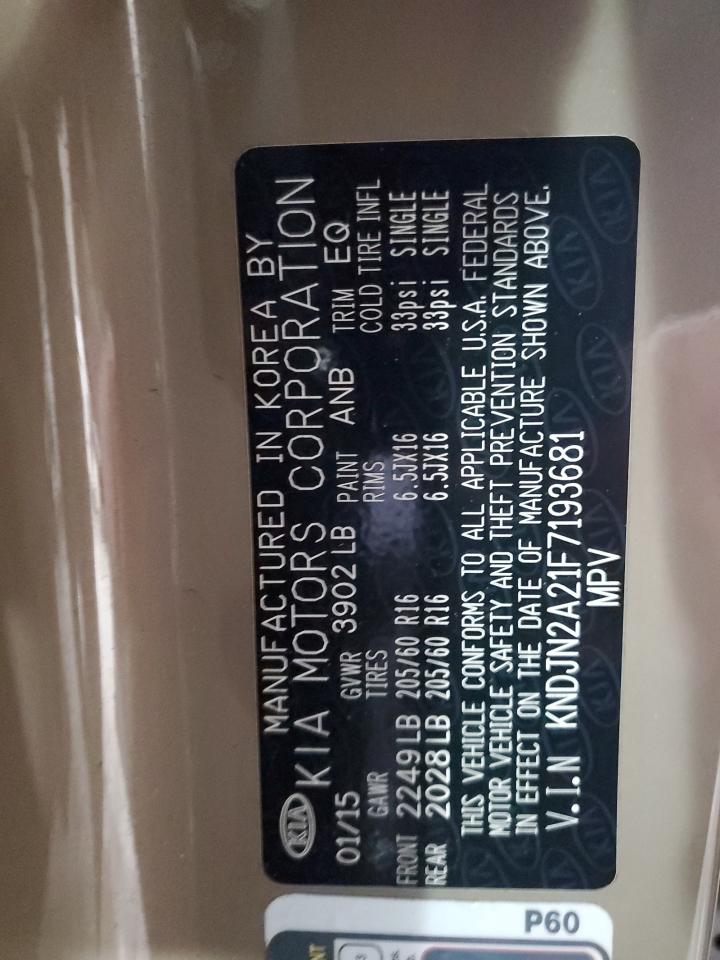 MANUFACTURED IN KOREA BY
KIA KIA MOTORS CORPORATION
01/15 GVWR 3902 LB PAINT ANB TRIM EQ
GAWR TIRES RIMS COLD TIRE INFL
FRONT 2249 LB 205/60 R16 6.5JX16 33psi SINGLE
REAR 2028 LB 205/60 R16 6.5JX16 33psi SINGLE
THIS VEHICLE CONFORMS TO ALL APPLICABLE U.S.A. FEDERAL
MOTOR VEHICLE SAFETY AND THEFT PREVENTION STANDARDS
IN EFFECT ON THE DATE OF MANUFACTURE SHOWN ABOVE.
V.I.N KNDJN2A21F7193681
MPV
P60